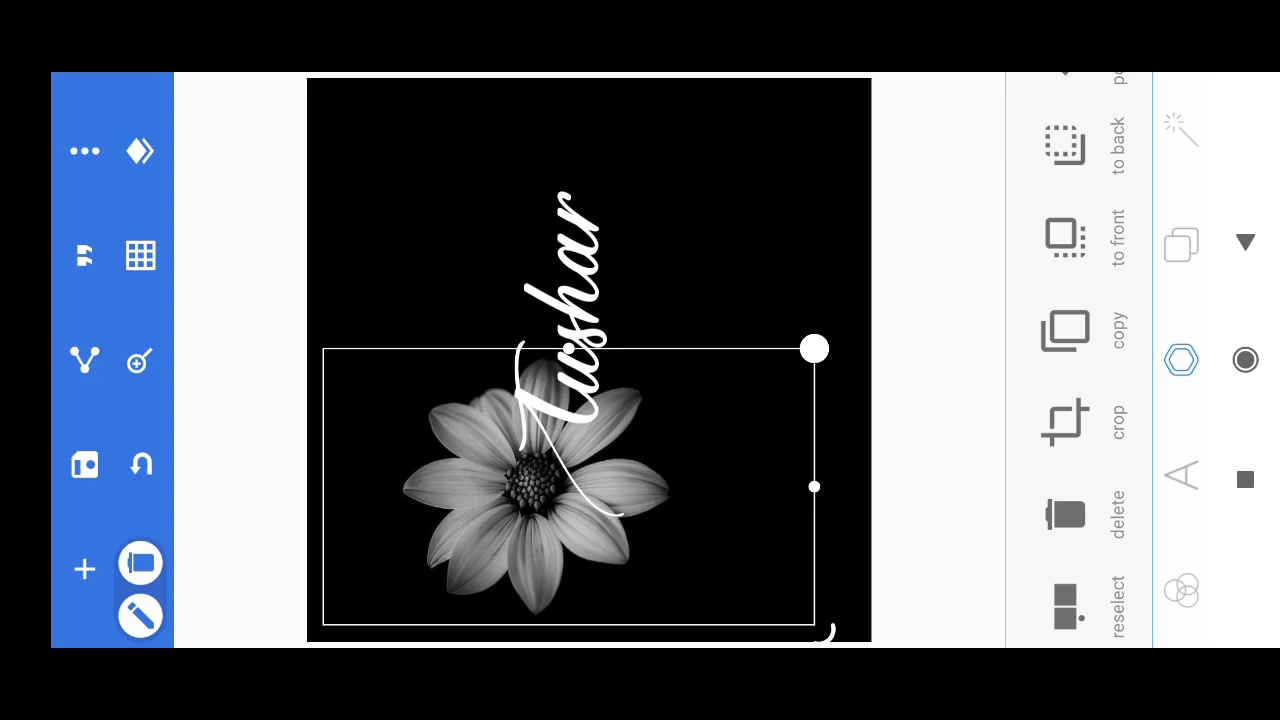 Tushar
to back
to front
copy
crop
delete
reselect